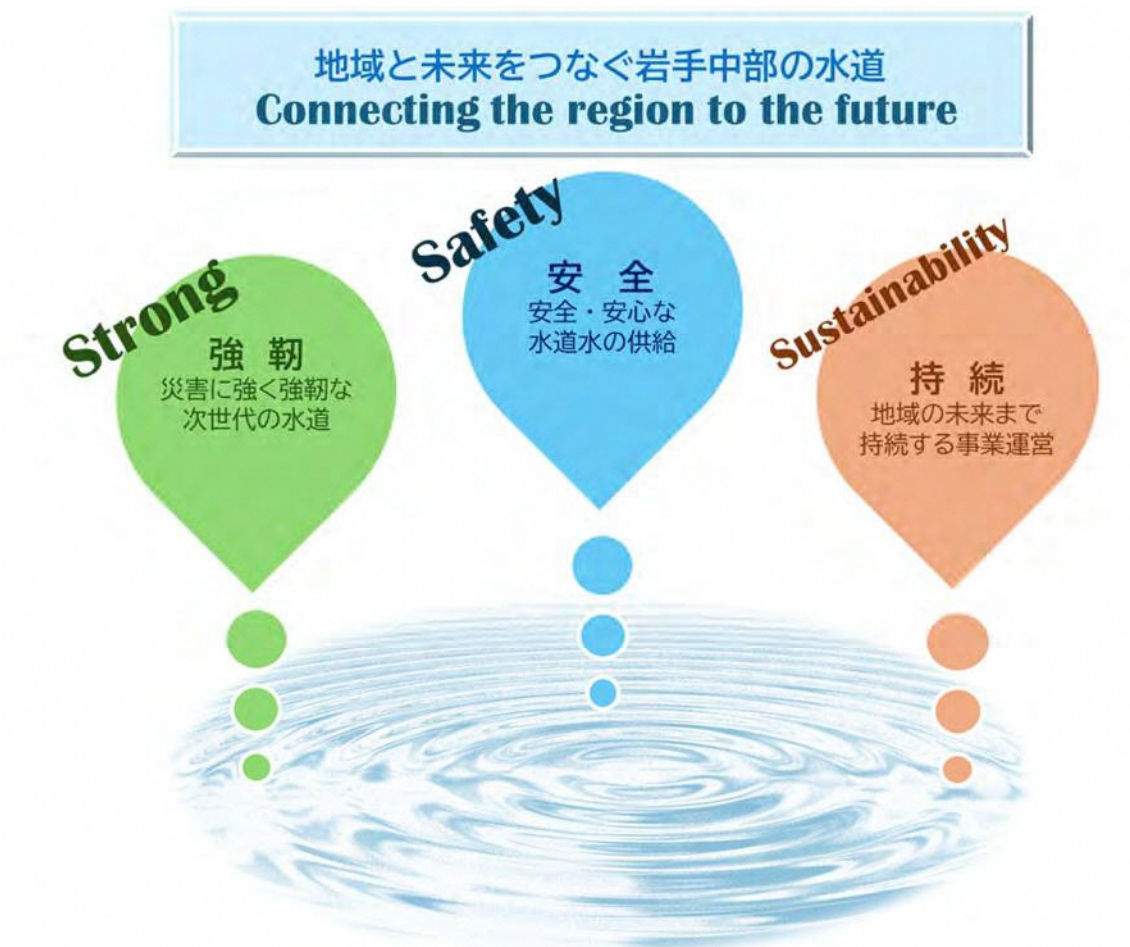 地域と未来をつなぐ岩手中部の水道
Connecting the region to the future
Strong
強 靭
災害に強く強靭な
次世代の水道
Safety
安 全
安全・安心な
水道水の供給
Sustainability
持 続
地域の未来まで
持続する事業運営